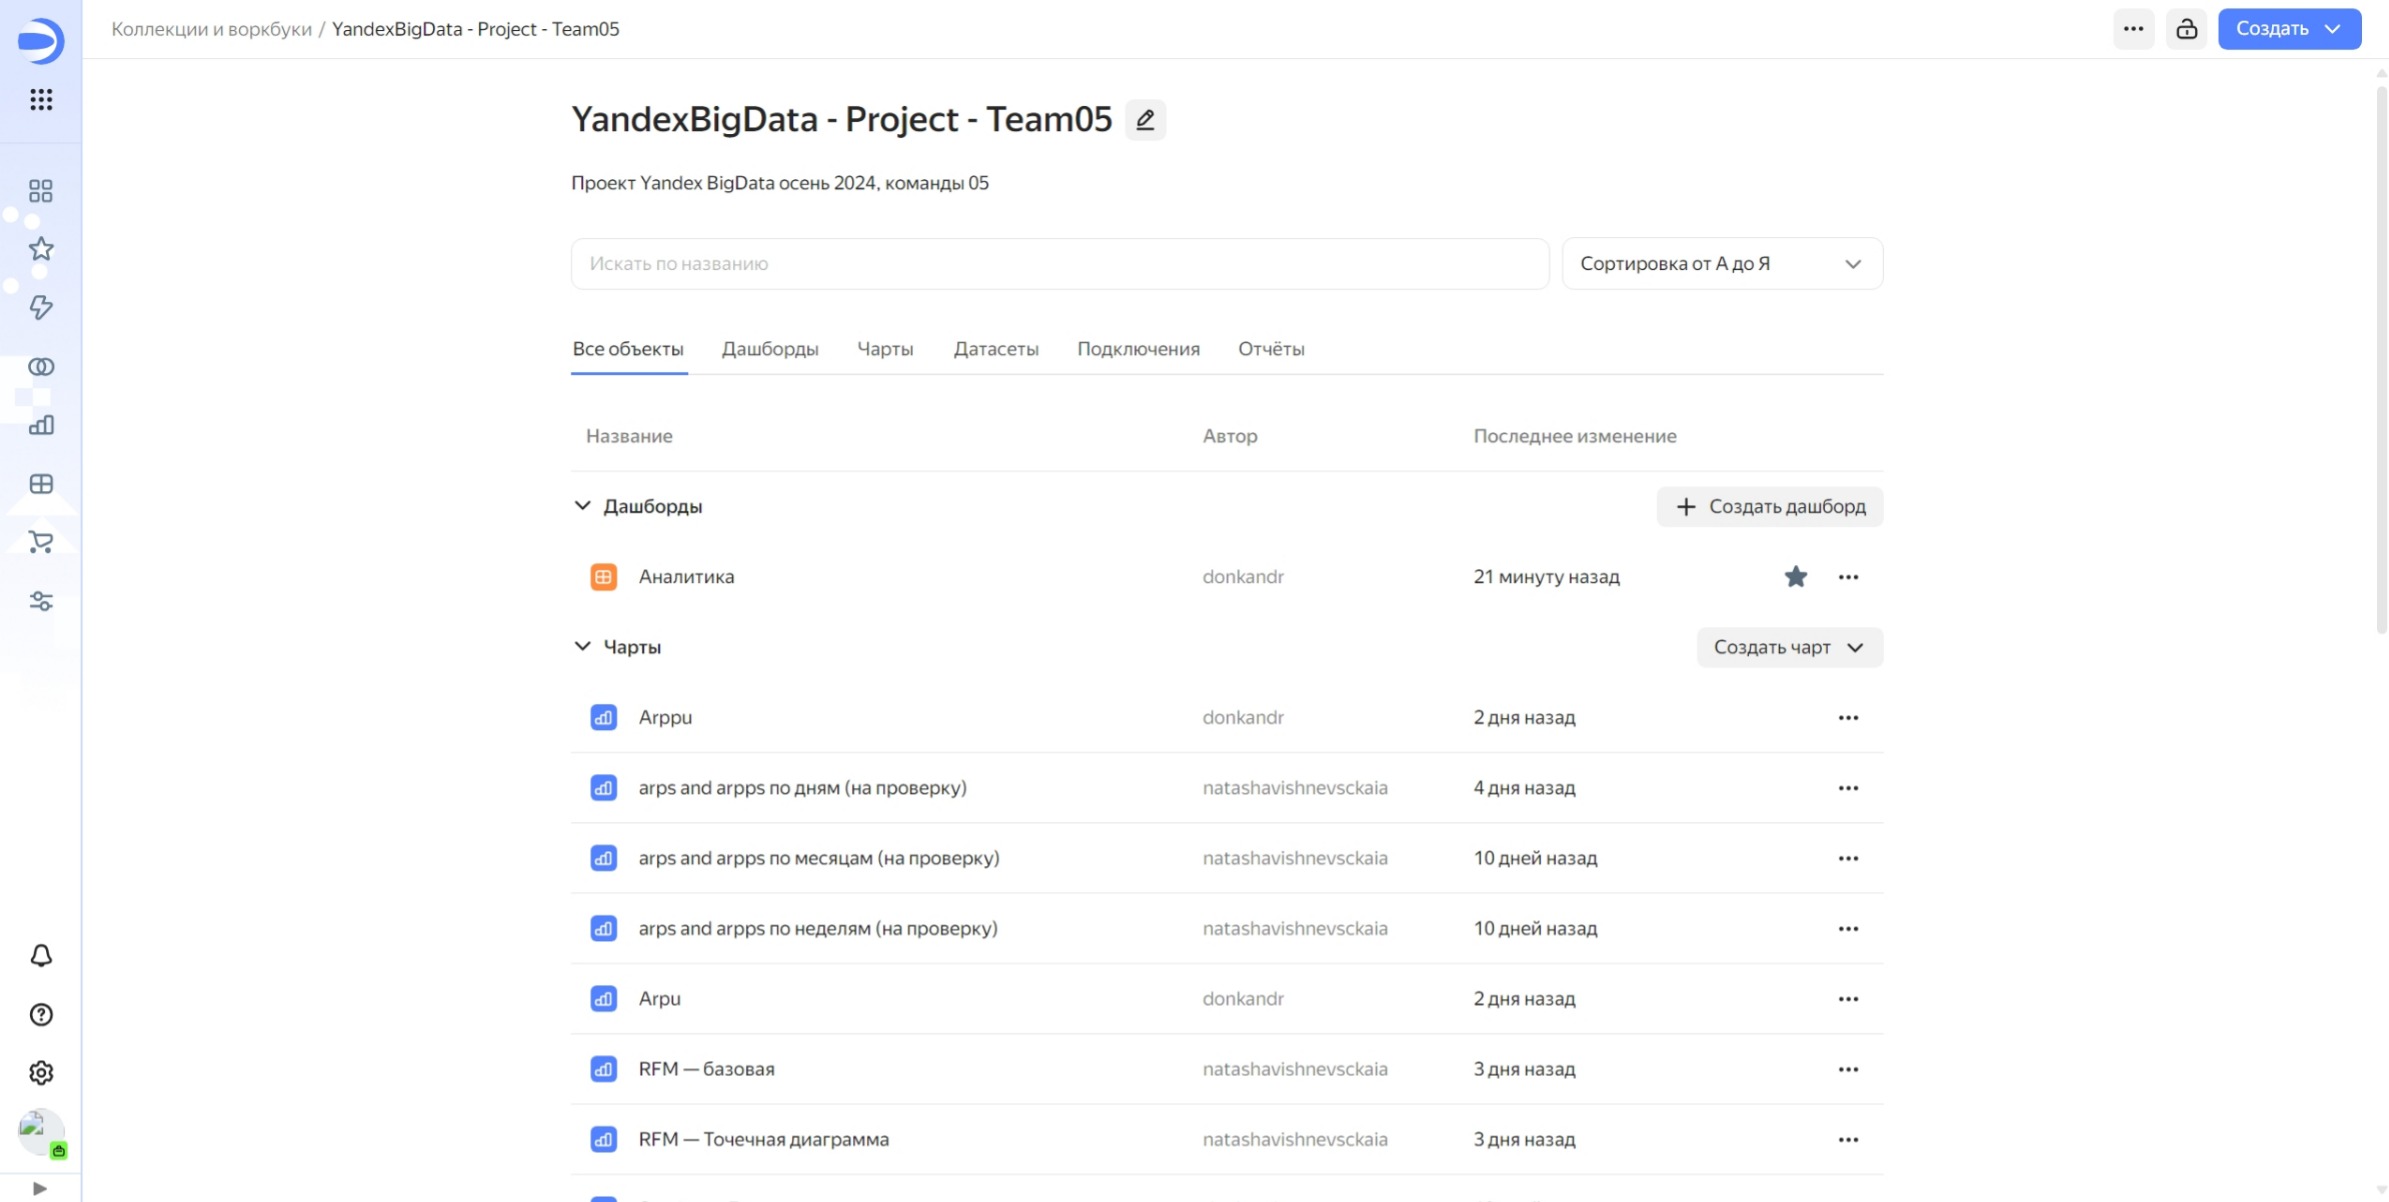 Коллекции и воркбуки / YandexBigData - Project - Team05
Создать
YandexBigData - Project - Team05
Проект Yandex BigData осень 2024, команды 05
Искать по названию
Сортировка от А до Я
Все объекты Дашборды Чарты Датасеты Подключения Отчёты
Название Автор Последнее изменение
Дашборды + Создать дашборд
Аналитика donkandr 21 минуту назад
Чарты Создать чарт
Arppu donkandr 2 дня назад
arps and arpps по дням (на проверку) natashavishnevsckaia 4 дня назад
arps and arpps по месяцам (на проверку) natashavishnevsckaia 10 дней назад
arps and arpps по неделям (на проверку) natashavishnevsckaia 10 дней назад
Arpu donkandr 2 дня назад
RFM — базовая natashavishnevsckaia 3 дня назад
RFM — Точечная диаграмма natashavishnevsckaia 3 дня назад